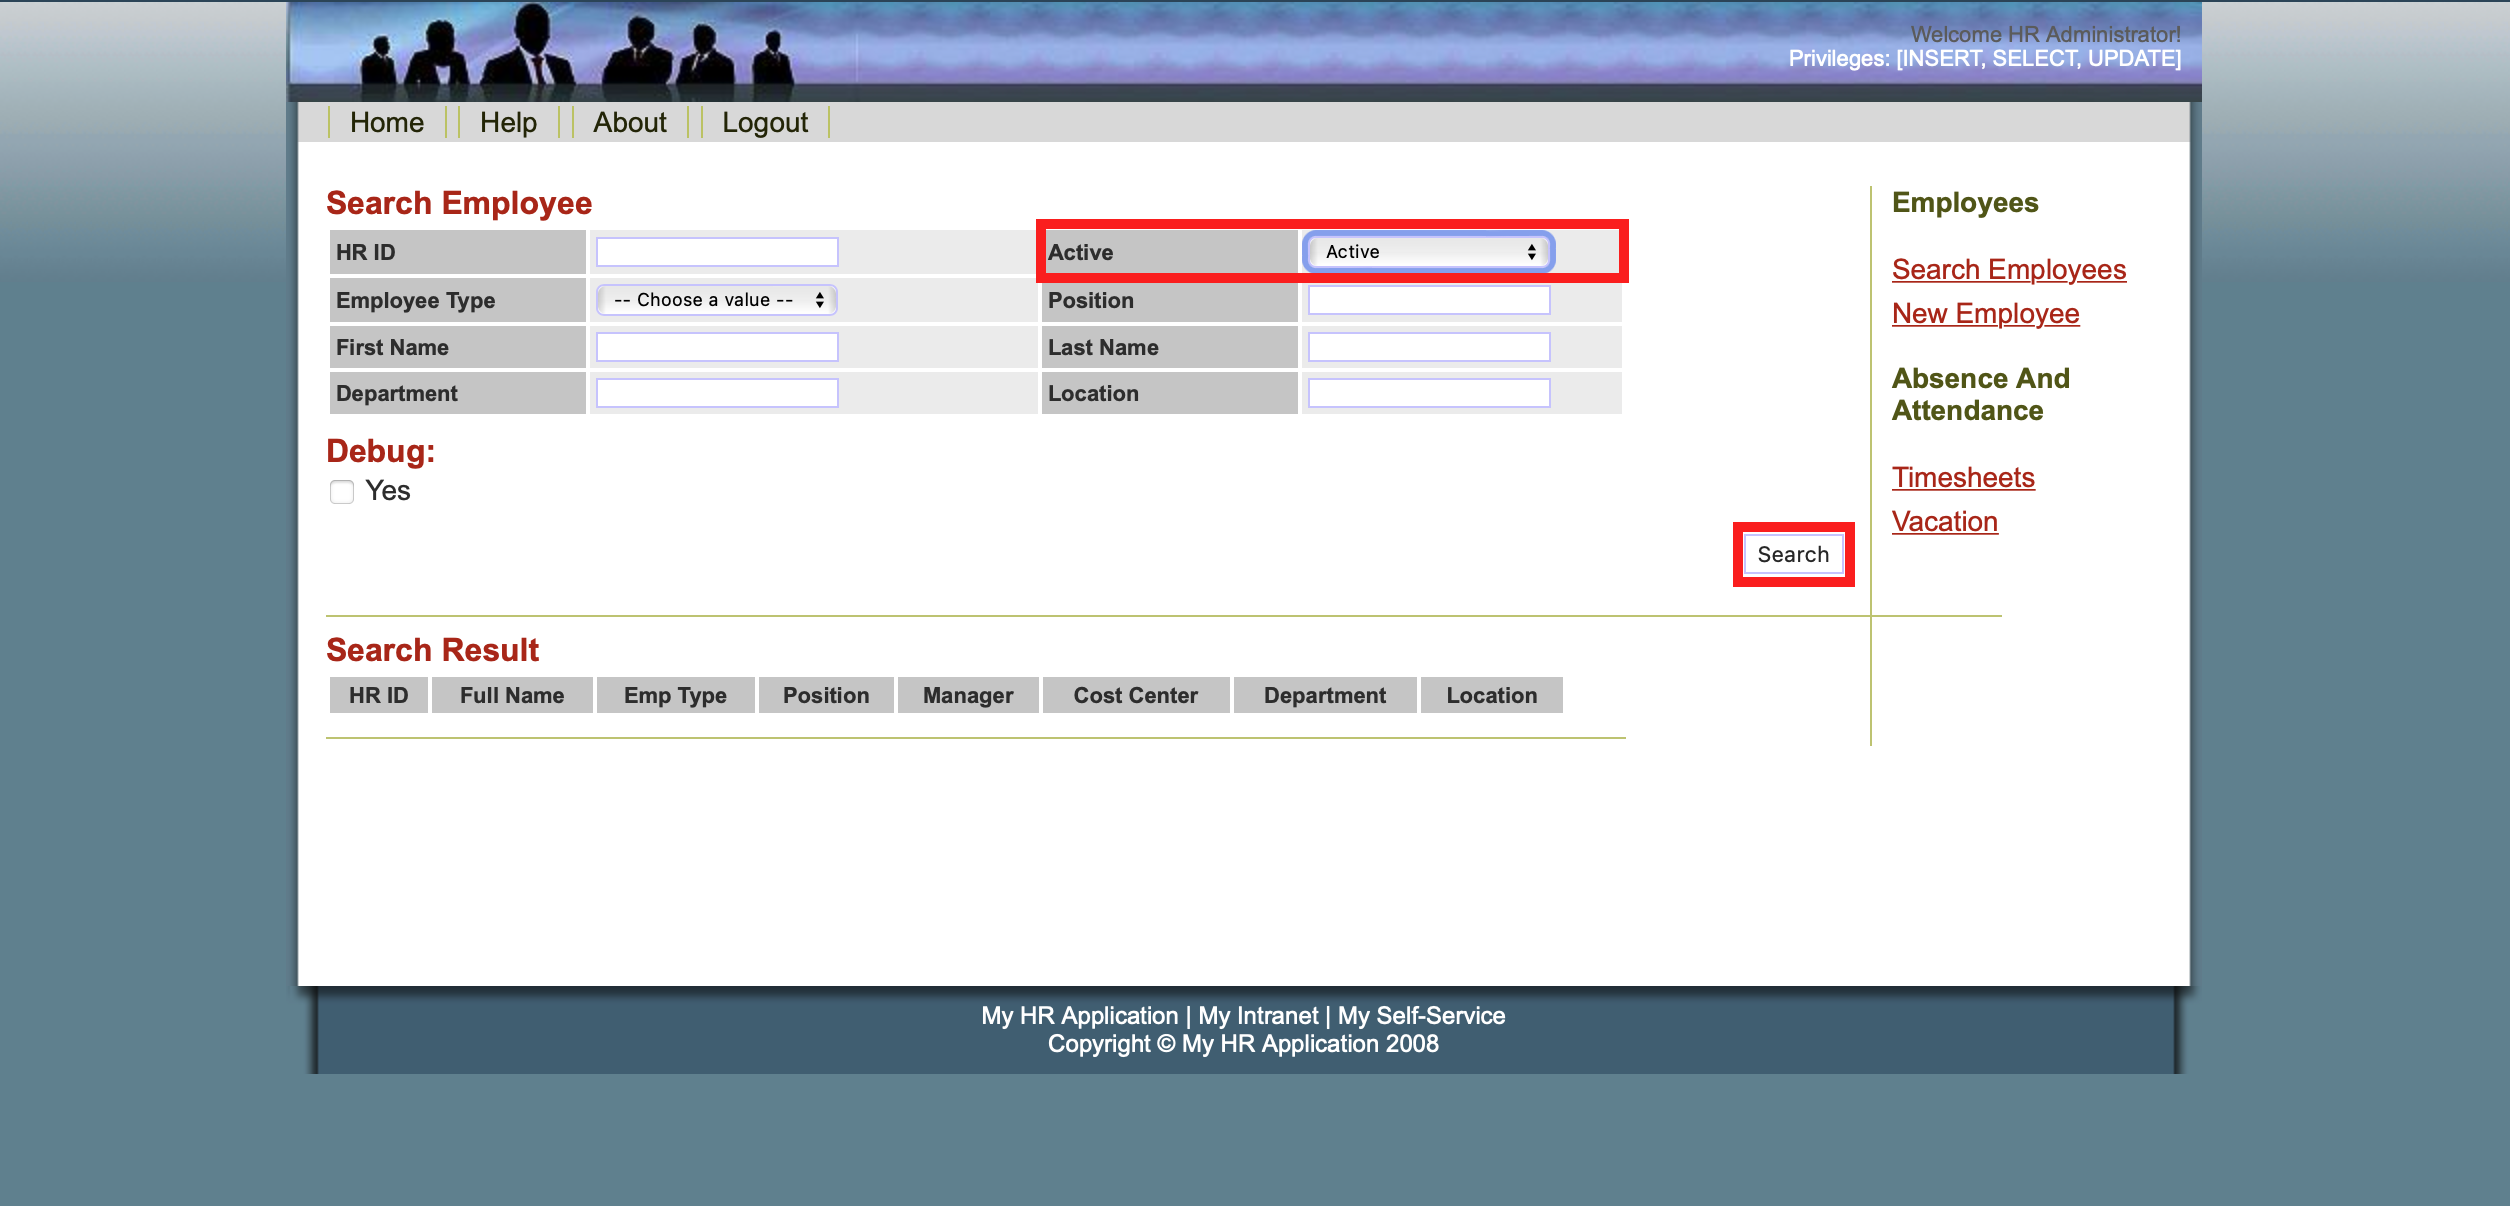 Welcome HR Administrator!
Privileges: [INSERT, SELECT, UPDATE]
Home Help About Logout
Search Employee
HR ID Active Active
Employee Type -- Choose a value -- Position
First Name Last Name
Department Location
Debug:
Yes
Search
Search Result
HR ID Full Name Emp Type Position Manager Cost Center Department Location
Employees
Search Employees
New Employee
Absence And
Attendance
Timesheets
Vacation
My HR Application | My Intranet | My Self-Service
Copyright © My HR Application 2008